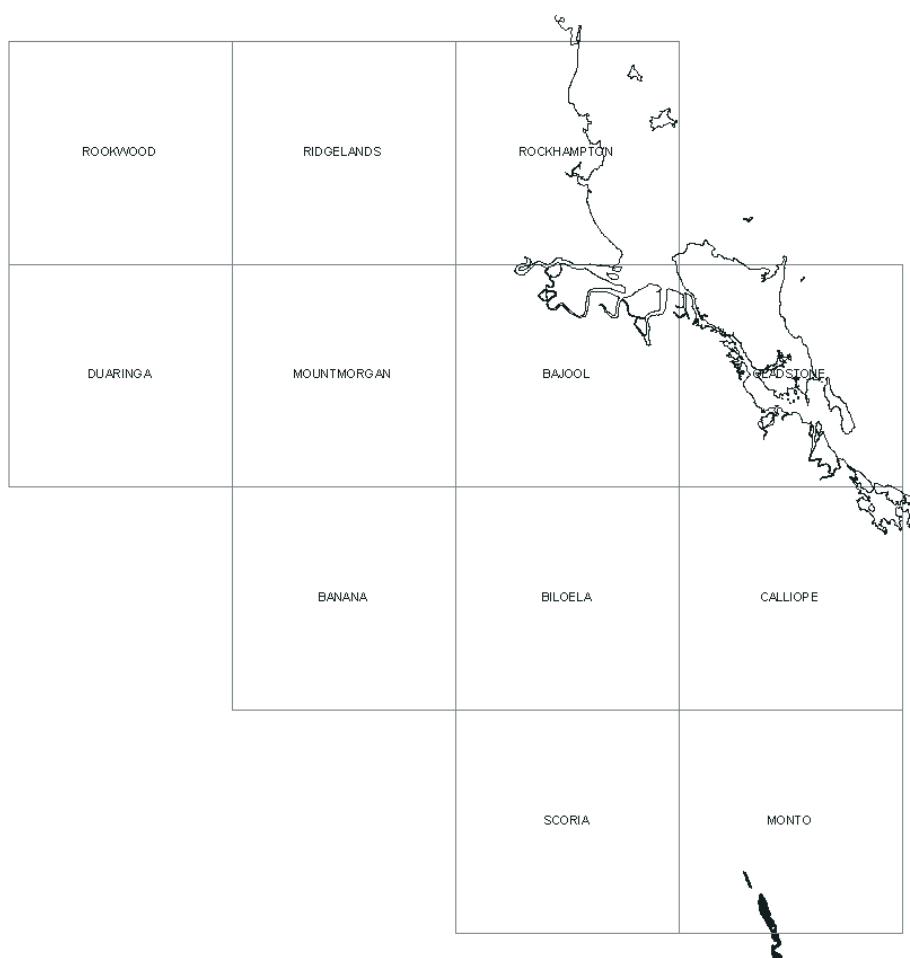 ROOKWOOD
RIDGELANDS
ROCKHAMPTON
DUARINGA
MOUNTMORGAN
BAJOOL
GLADSTONE
BANANA
BILOELA
CALLIOPE
SCORIA
MONTO